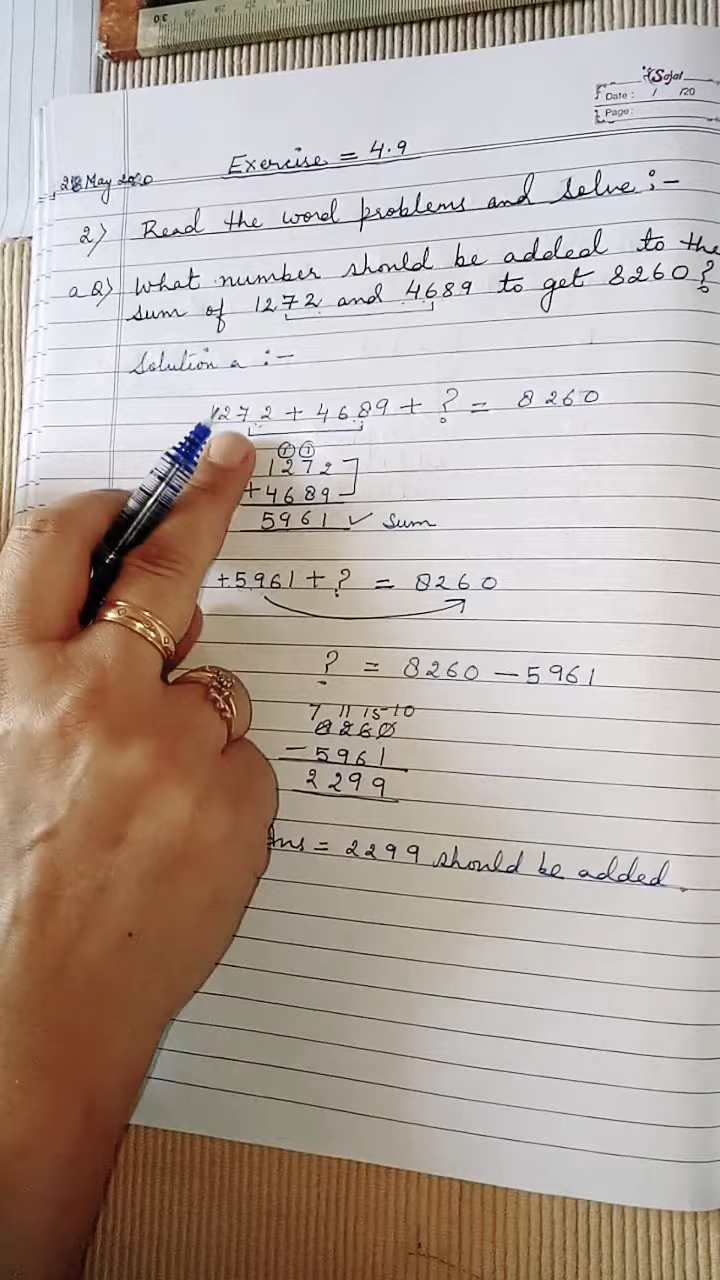 Sajal
Date : / /20
Page:
Exercise = 4.9
28 May 2020
2) Read the word problems and solve :-
a Q) What number should be added to the
sum of 1272 and 4689 to get 8260?
Solution a :-
1272 + 4689 + ? = 8260
1 1
1272
+4689
5961 ✓ Sum
+5961 + ? = 8260
? = 8260 - 5961
7 11 15 10
8260
- 5961
2299
Ans = 2299 should be added.